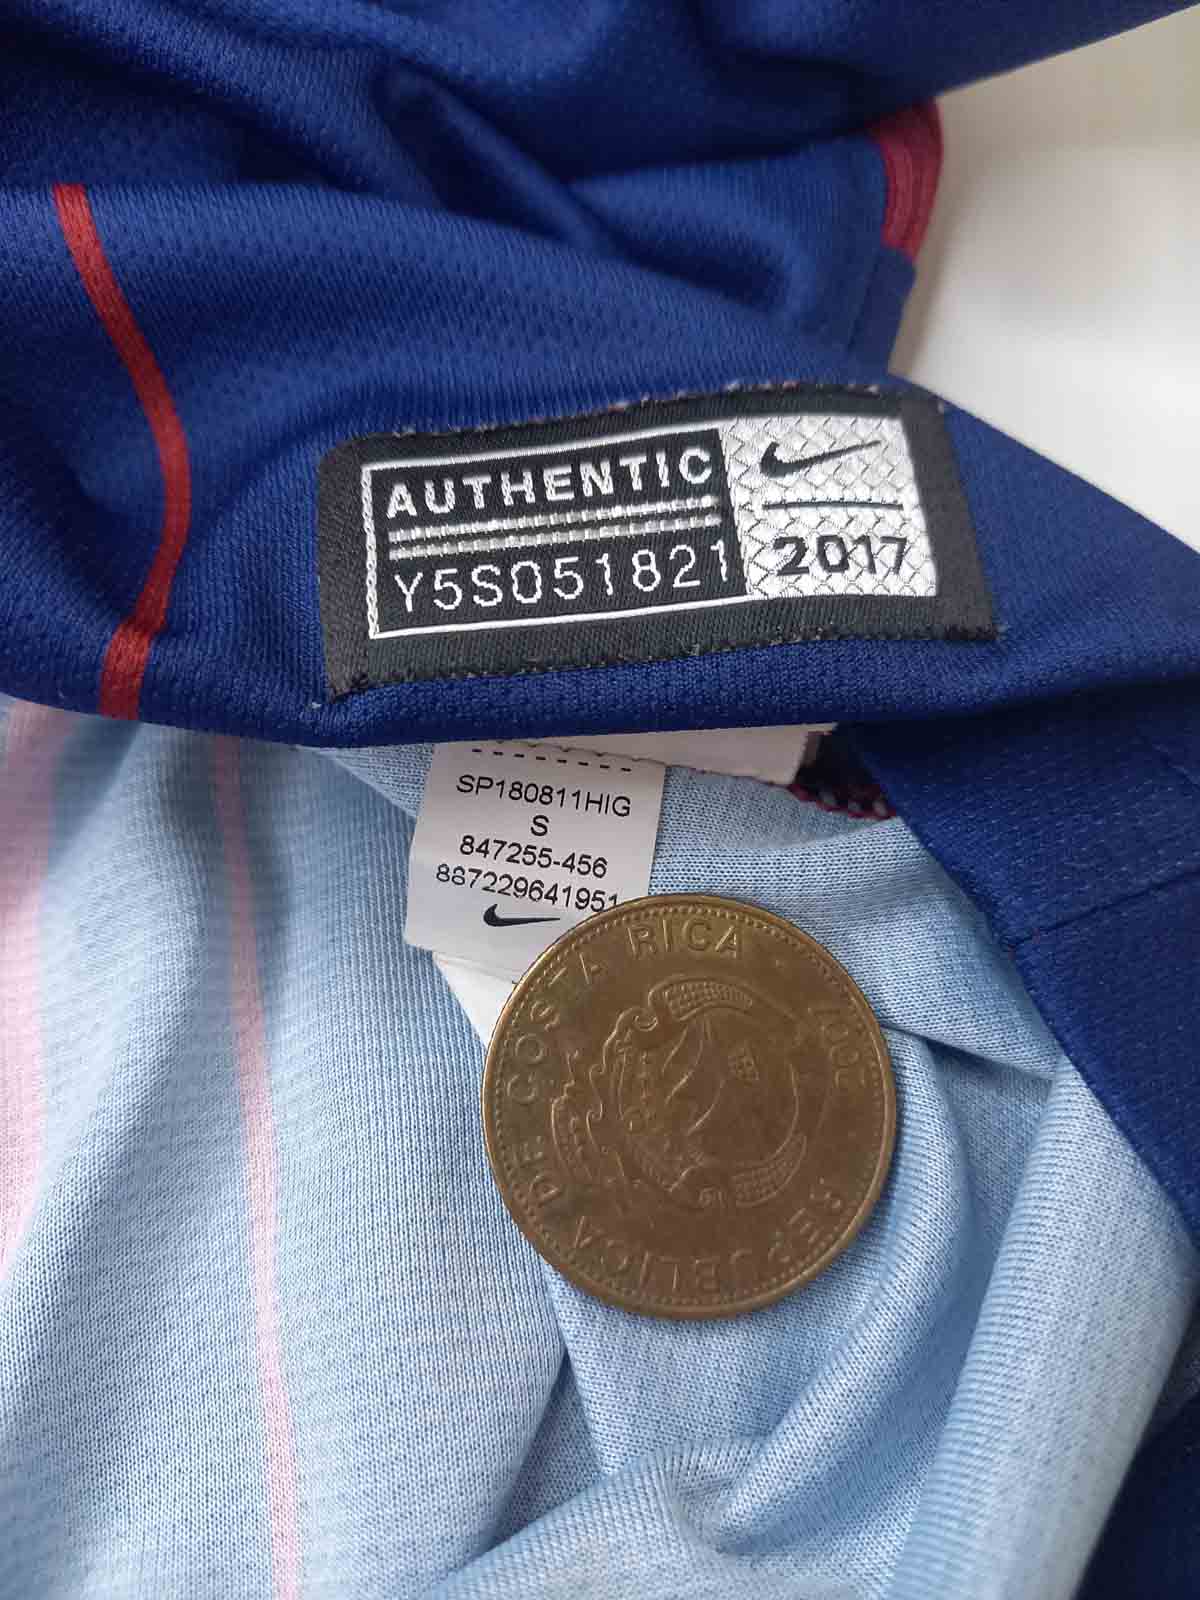 AUTHENTIC
Y5S051821
2017
SP180811HIG
S
847255-456
887229641951
REPUBLICA DE COSTA RICA
2007